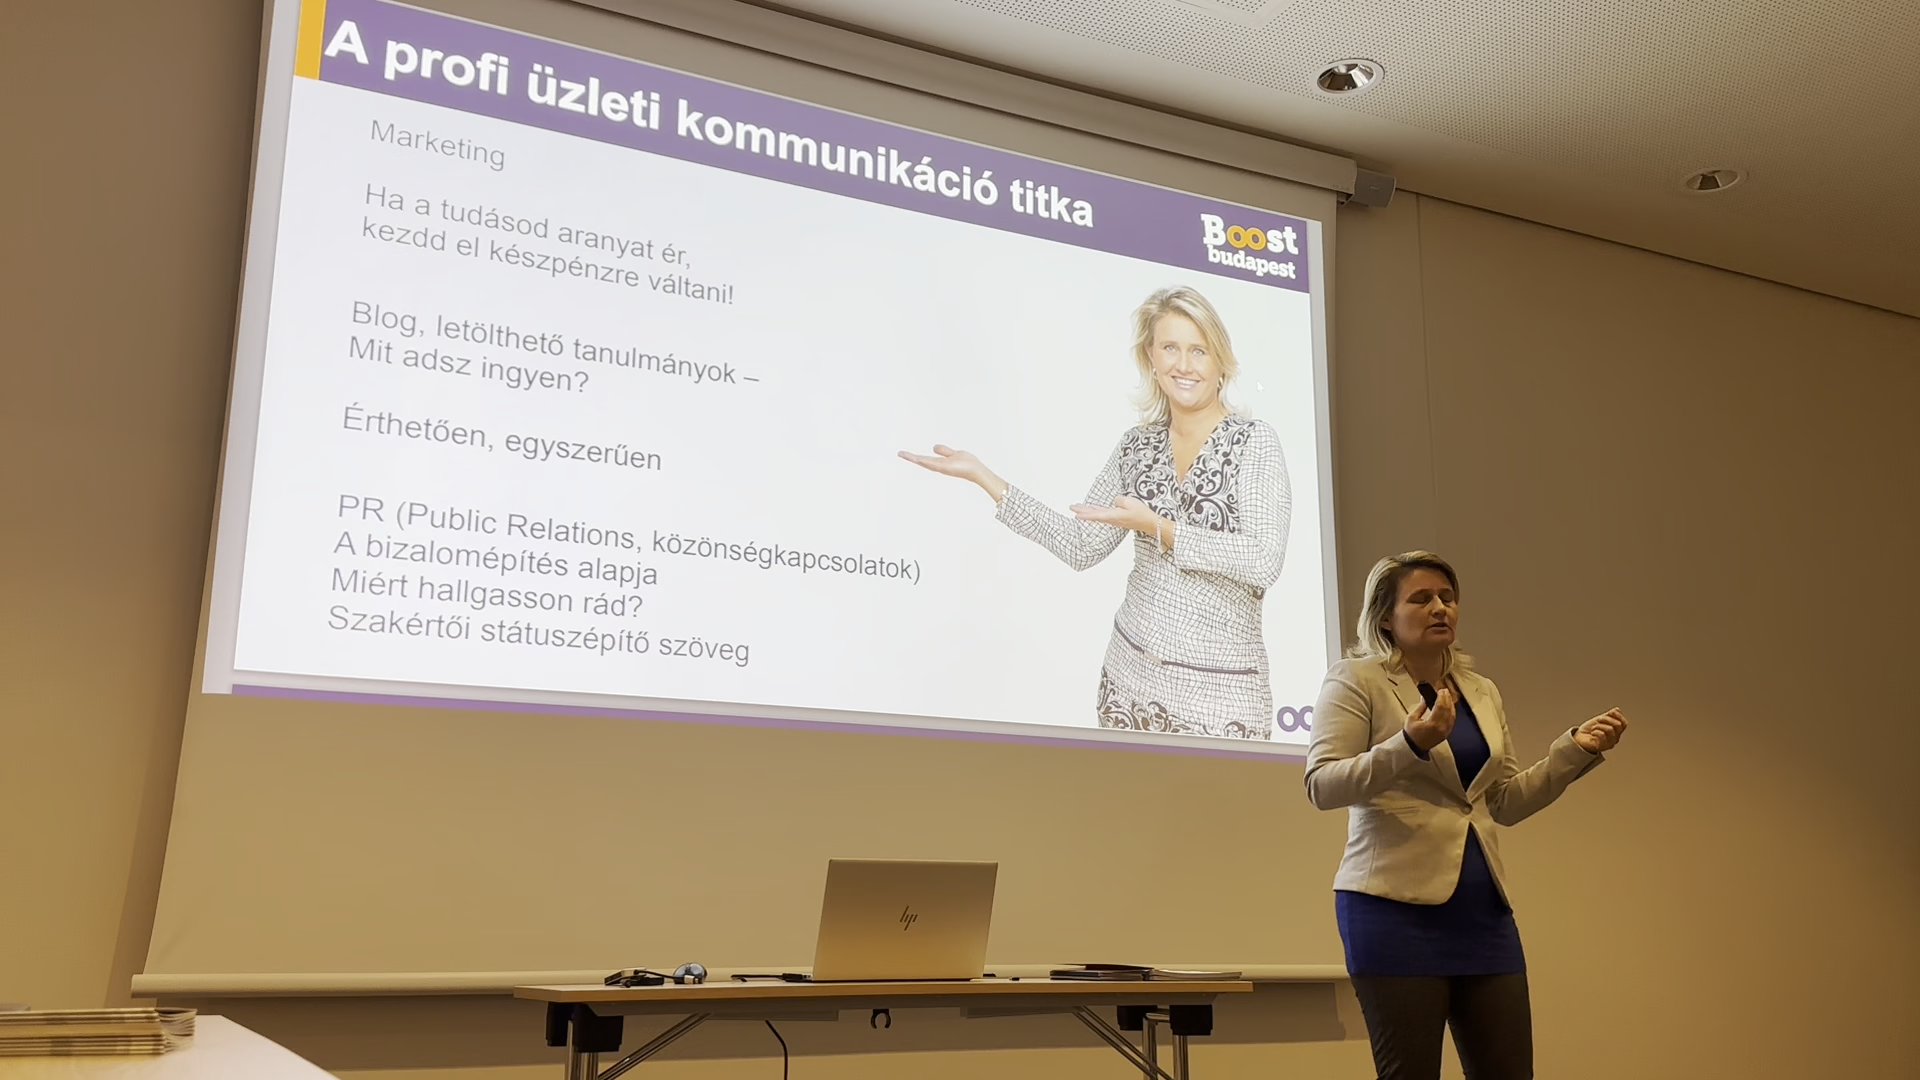 A profi üzleti kommunikáció titka
Boost
budapest
Marketing
Ha a tudásod aranyat ér,
kezdd el készpénzre váltani!
Blog, letölthető tanulmányok –
Mit adsz ingyen?
Érthetően, egyszerűen
PR (Public Relations, közönségkapcsolatok)
A bizalomépítés alapja
Miért hallgasson rád?
Szakértői státuszépítő szöveg
hp